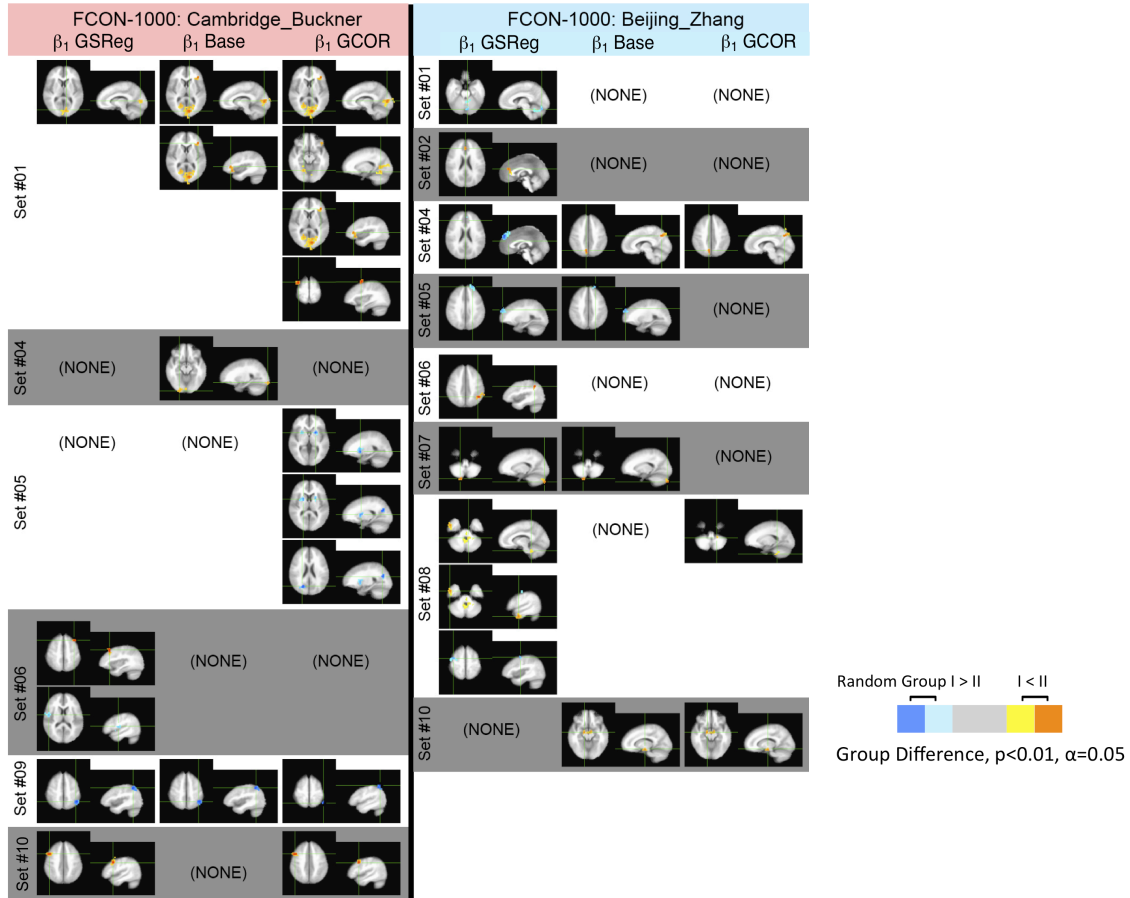 FCON-1000: Cambridge_Buckner
β1 GSReg β1 Base β1 GCOR
Set #01
Set #04
(NONE) (NONE)
Set #05
(NONE) (NONE)
Set #06
(NONE) (NONE)
Set #09
Set #10
(NONE)
FCON-1000: Beijing_Zhang
β1 GSReg β1 Base β1 GCOR
Set #01
(NONE) (NONE)
Set #02
(NONE) (NONE)
Set #04
Set #05
(NONE)
Set #06
(NONE) (NONE)
Set #07
(NONE)
Set #08
(NONE)
Set #10
(NONE)
Random Group I > II I < II
Group Difference, p<0.01, α=0.05